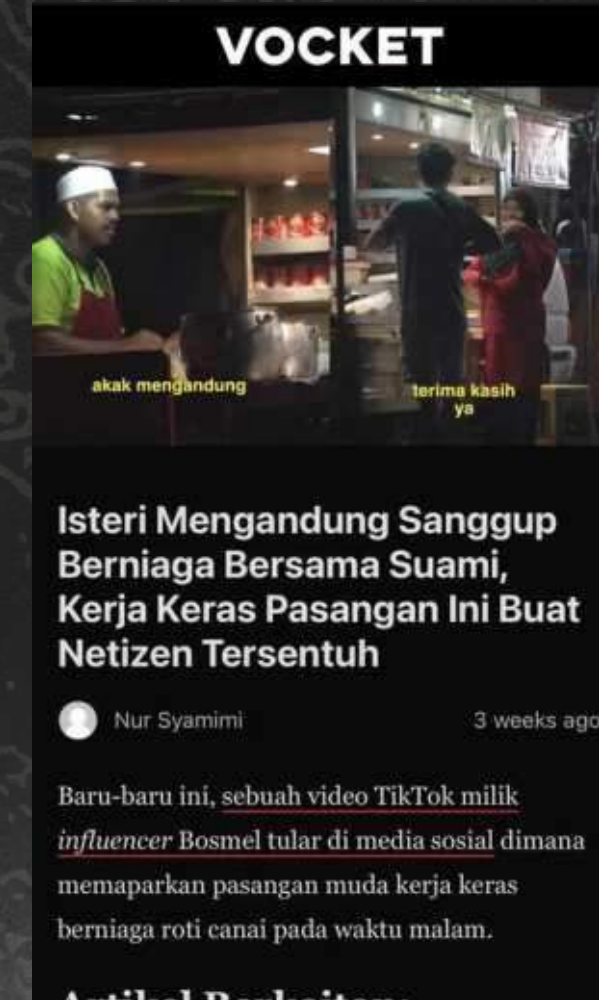 VOCKET
akak mengandung
terima kasih
ya
Isteri Mengandung Sanggup
Berniaga Bersama Suami,
Kerja Keras Pasangan Ini Buat
Netizen Tersentuh
Nur Syamimi
3 weeks ago
Baru-baru ini, sebuah video TikTok milik
influencer Bosmel tular di media sosial dimana
memaparkan pasangan muda kerja keras
berniaga roti canai pada waktu malam.
Artikel Berkaitan